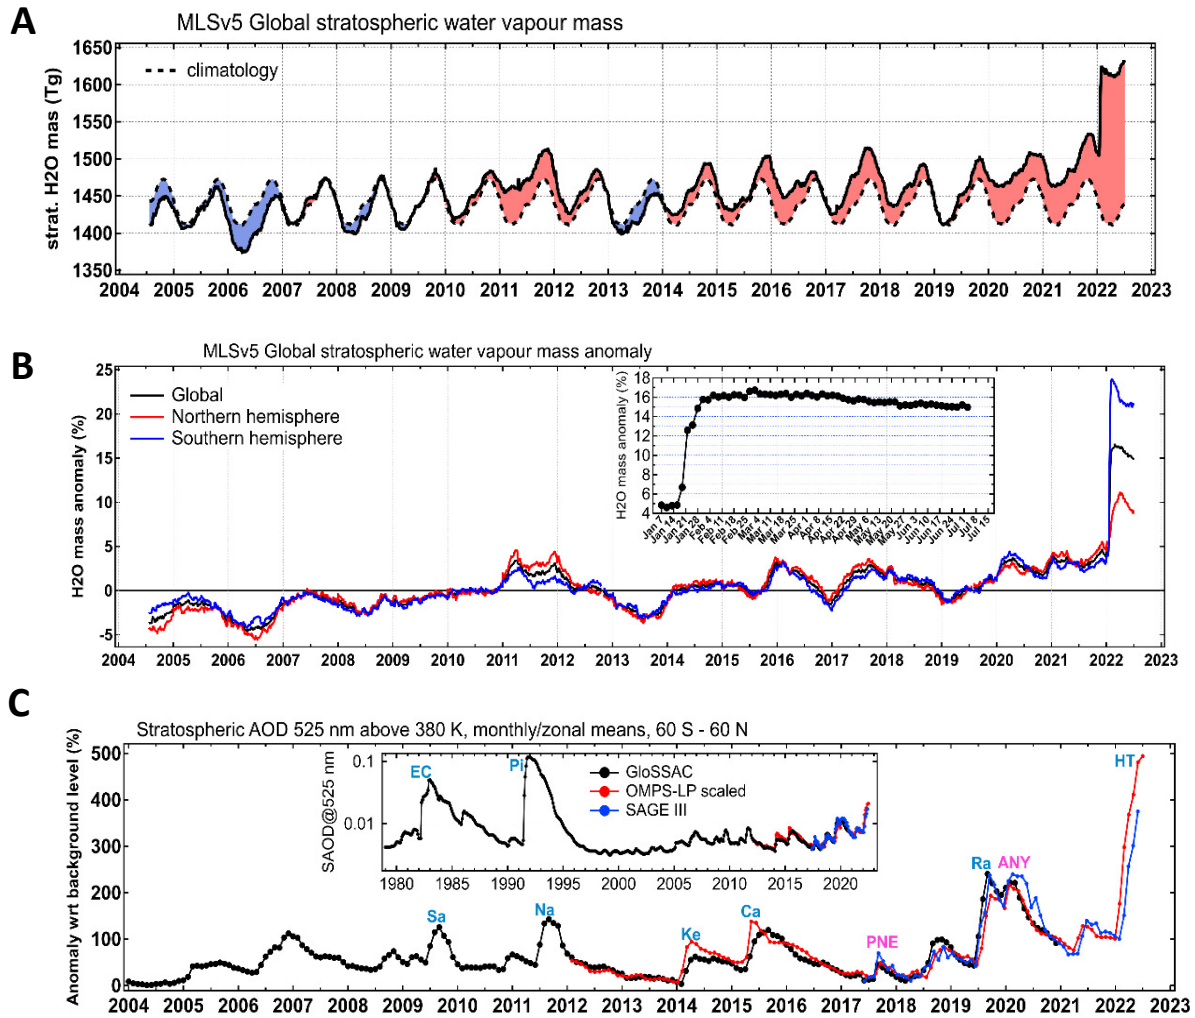 A
MLSv5 Global stratospheric water vapour mass
strat. H2O mas (Tg)
1650
1600
1550
1500
1450
1400
1350
climatology
2004 2005 2006 2007 2008 2009 2010 2011 2012 2013 2014 2015 2016 2017 2018 2019 2020 2021 2022 2023
B
MLSv5 Global stratospheric water vapour mass anomaly
H2O mass anomaly (%)
25
20
15
10
5
0
-5
Global
Northern hemisphere
Southern hemisphere
H2O mass anomaly (%)
18
16
14
12
10
8
6
4
Jan 7 Jan 14 Jan 21 Jan 28 Feb 4 Feb 11 Feb 18 Feb 25 Mar 4 Mar 11 Mar 18 Mar 25 Apr 1 Apr 8 Apr 15 Apr 22 Apr 29 May 6 May 13 May 20 May 27 Jun 3 Jun 10 Jun 17 Jun 24 Jul 1 Jul 8 Jul 15
2004 2005 2006 2007 2008 2009 2010 2011 2012 2013 2014 2015 2016 2017 2018 2019 2020 2021 2022 2023
C
Stratospheric AOD 525 nm above 380 K, monthly/zonal means, 60 S - 60 N
Anomaly wrt background level (%)
500
400
300
200
100
0
SAOD@525 nm
0.1
0.01
EC
Pi
GloSSAC
OMPS-LP scaled
SAGE III
1980 1985 1990 1995 2000 2005 2010 2015 2020
HT
Ra ANY
Sa
Na
Ke
Ca
PNE
2004 2005 2006 2007 2008 2009 2010 2011 2012 2013 2014 2015 2016 2017 2018 2019 2020 2021 2022 2023